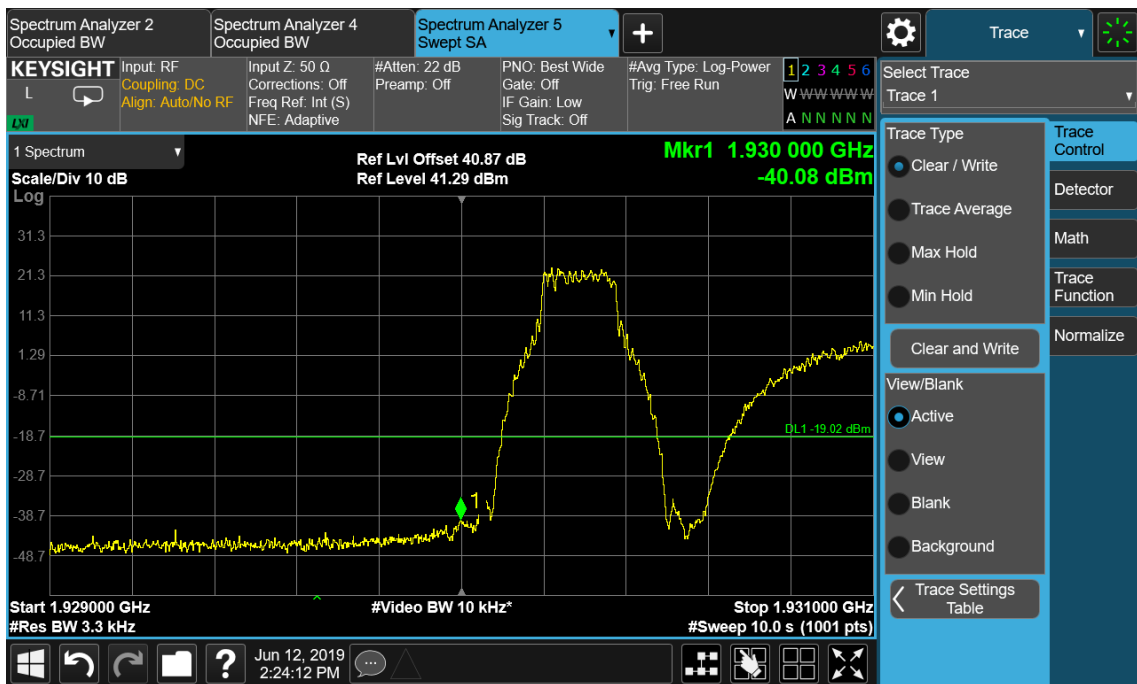 Spectrum Analyzer 2
Occupied BW
Spectrum Analyzer 4
Occupied BW
Spectrum Analyzer 5
Swept SA
Trace
KEYSIGHT
L
LXI
Input: RF
Coupling: DC
Align: Auto/No RF
Input Z: 50 Ω
Corrections: Off
Freq Ref: Int (S)
NFE: Adaptive
#Atten: 22 dB
Preamp: Off
PNO: Best Wide
Gate: Off
IF Gain: Low
Sig Track: Off
#Avg Type: Log-Power
Trig: Free Run
1 2 3 4 5 6
W W W W W W
A N N N N N
Select Trace
Trace 1
1 Spectrum
Scale/Div 10 dB
Ref Lvl Offset 40.87 dB
Ref Level 41.29 dBm
Mkr1 1.930 000 GHz
-40.08 dBm
Log
31.3
21.3
11.3
1.29
-8.71
-18.7
-28.7
-38.7
-48.7
DL1 -19.02 dBm
1
Start 1.929000 GHz
#Res BW 3.3 kHz
#Video BW 10 kHz*
Stop 1.931000 GHz
#Sweep 10.0 s (1001 pts)
Trace Type
Clear / Write
Trace Average
Max Hold
Min Hold
Clear and Write
View/Blank
Active
View
Blank
Background
Trace Settings
Table
Trace
Control
Detector
Math
Trace
Function
Normalize
?
Jun 12, 2019
2:24:12 PM